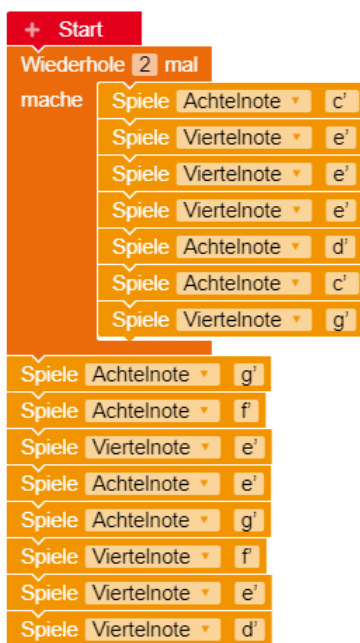 + Start
Wiederhole 2 mal
mache Spiele Achtelnote c'
Spiele Viertelnote e'
Spiele Viertelnote e'
Spiele Viertelnote e'
Spiele Achtelnote d'
Spiele Achtelnote c'
Spiele Viertelnote g'
Spiele Achtelnote g'
Spiele Achtelnote f'
Spiele Viertelnote e'
Spiele Achtelnote e'
Spiele Achtelnote g'
Spiele Viertelnote f'
Spiele Viertelnote e'
Spiele Viertelnote d'